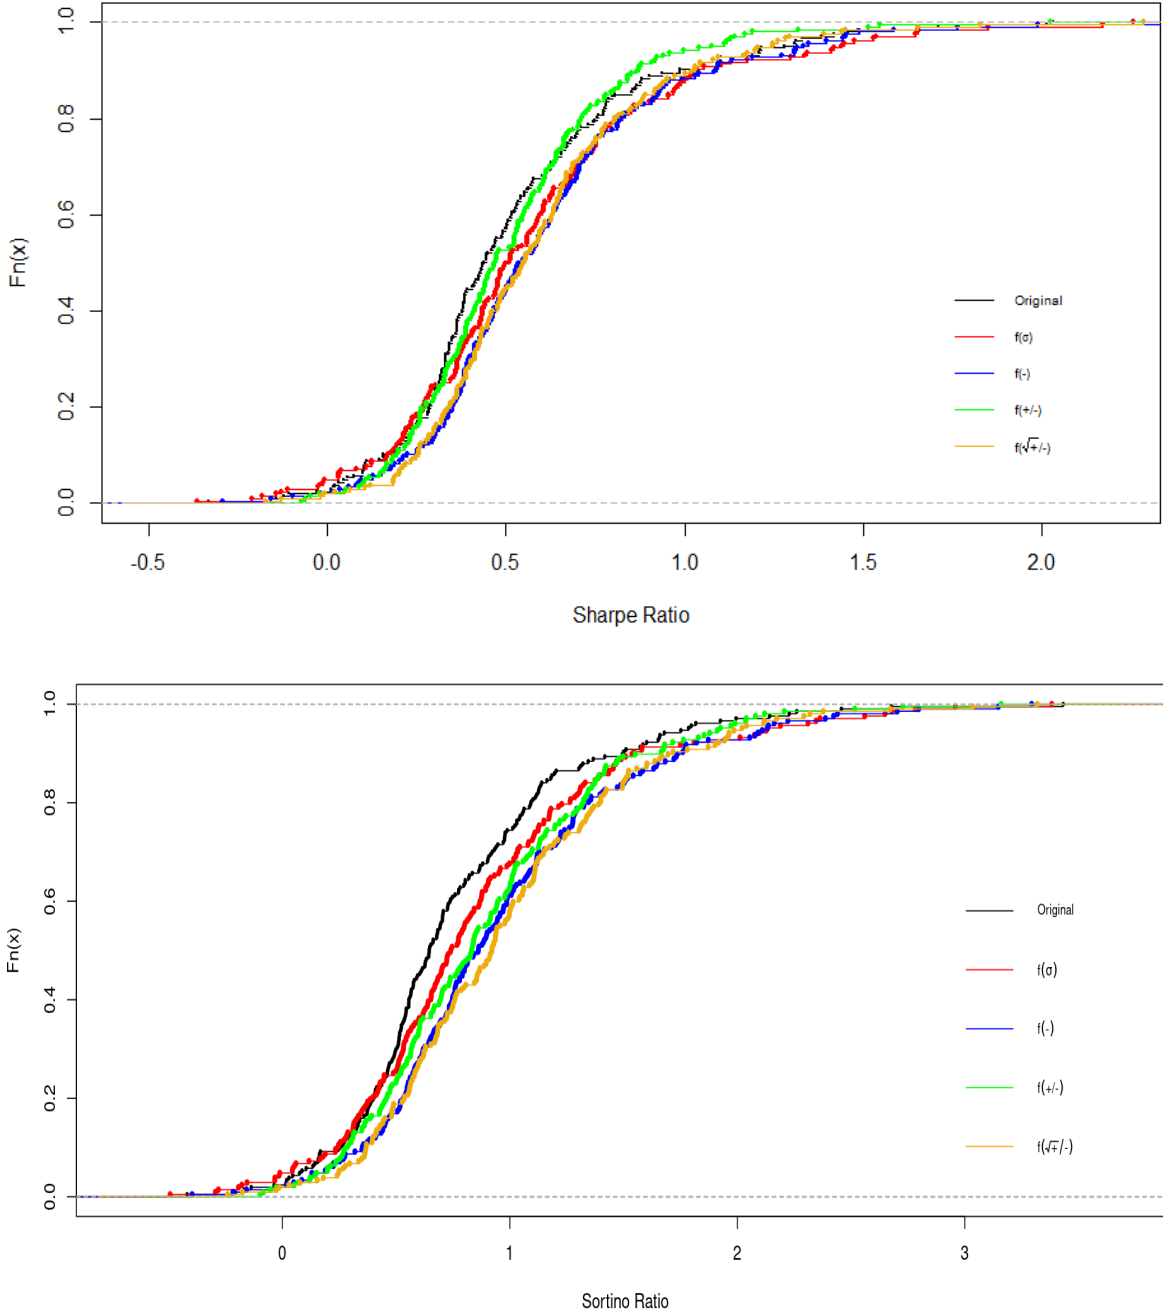 1.0
0.8
0.6
0.4
0.2
0.0
Fn(x)
Original
f(σ)
f(-)
f(+/-)
f(√+/-)
-0.5 0.0 0.5 1.0 1.5 2.0
Sharpe Ratio
1.0
0.8
0.6
0.4
0.2
0.0
Fn(x)
Original
f(σ)
f(-)
f(+/-)
f(√+/-)
0 1 2 3
Sortino Ratio